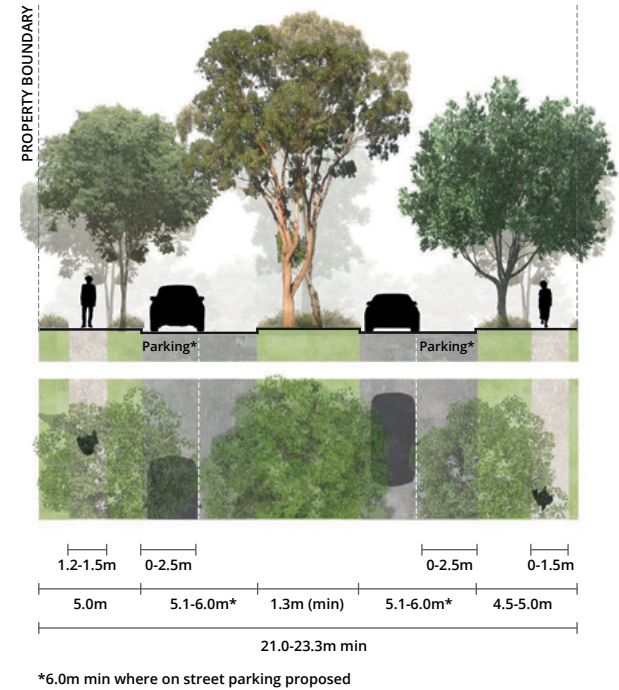 PROPERTY BOUNDARY
Parking*
Parking*
1.2-1.5m
0-2.5m
0-2.5m
0-1.5m
5.0m
5.1-6.0m*
1.3m (min)
5.1-6.0m*
4.5-5.0m
21.0-23.3m min
*6.0m min where on street parking proposed